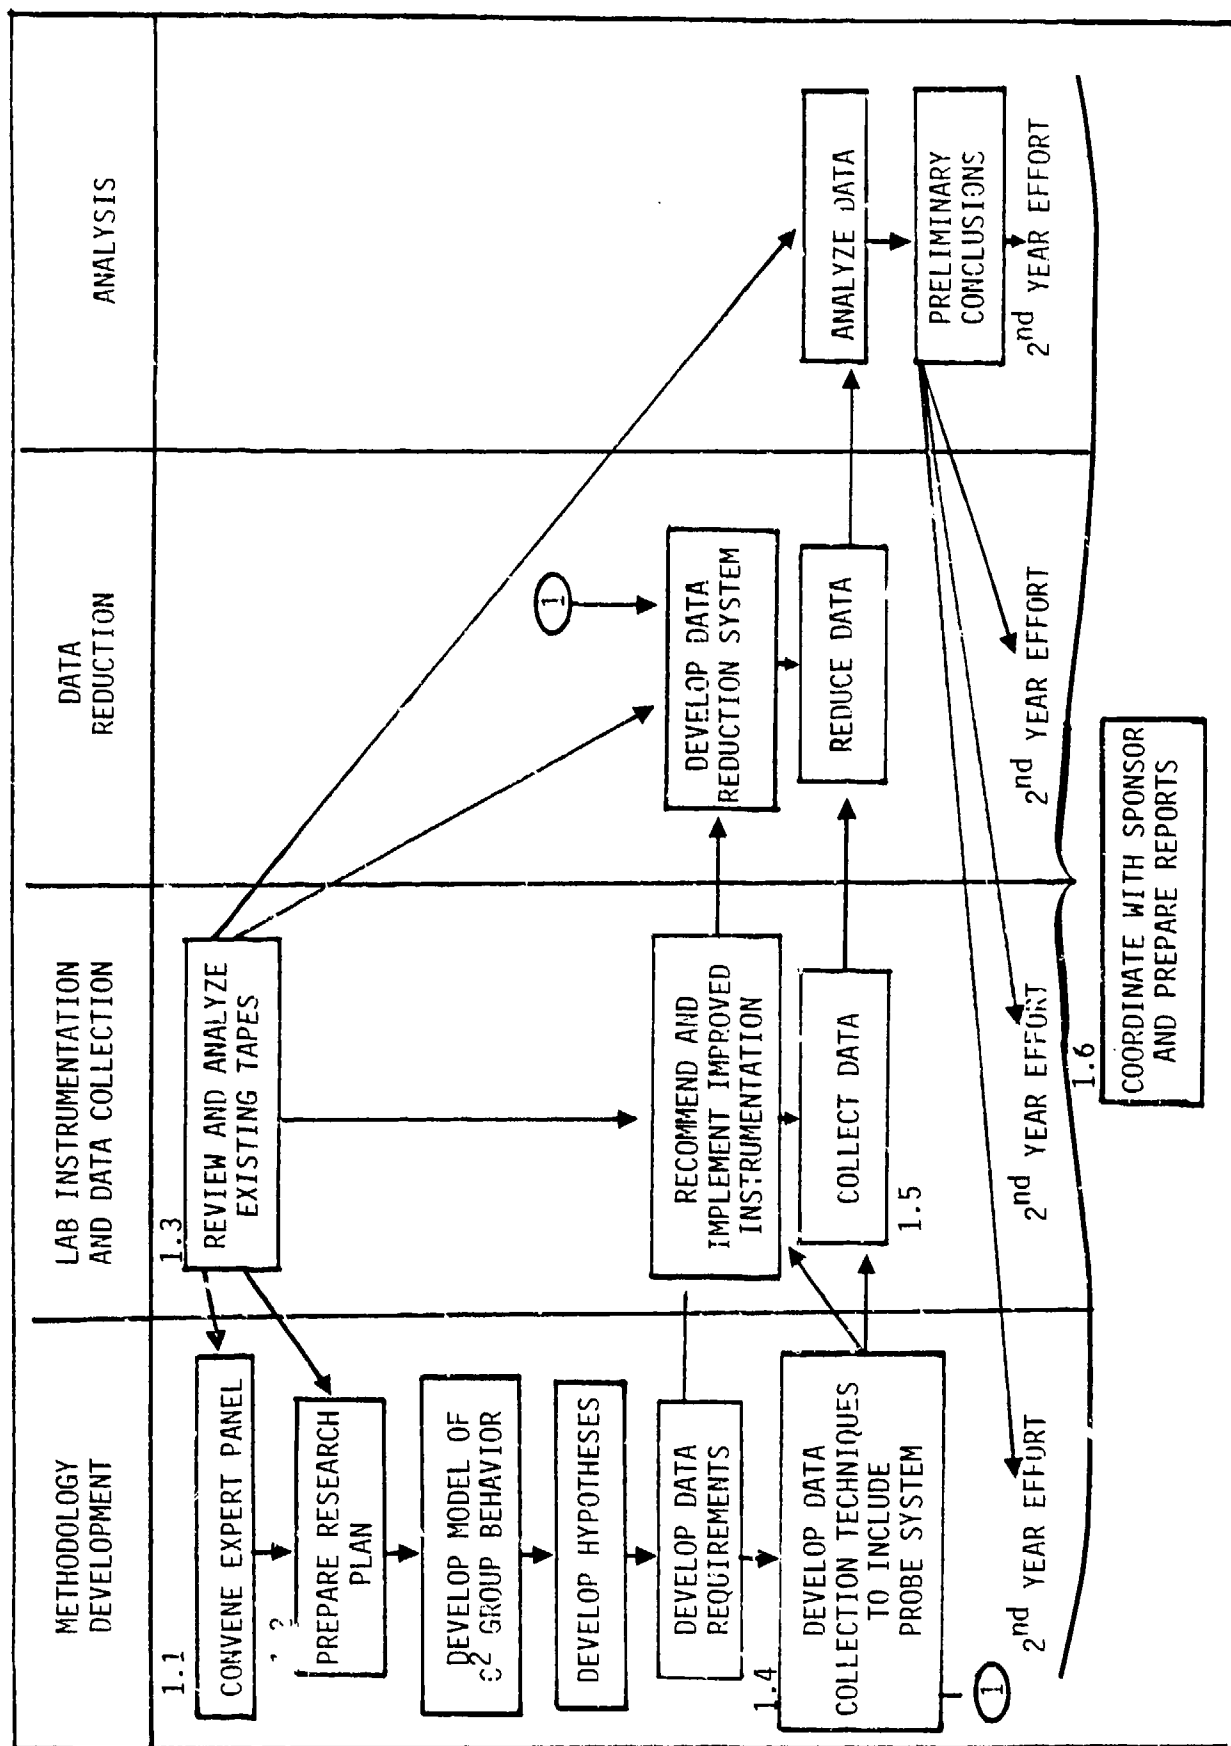 METHODOLOGY
DEVELOPMENT
LAB INSTRUMENTATION
AND DATA COLLECTION
DATA
REDUCTION
ANALYSIS
1.1
CONVENE EXPERT PANEL
PREPARE RESEARCH
PLAN
DEVELOP MODEL OF
C² GROUP BEHAVIOR
DEVELOP HYPOTHESES
DEVELOP DATA
REQUIREMENTS
1.4
DEVELOP DATA
COLLECTION TECHNIQUES
TO INCLUDE
PROBE SYSTEM
1
2nd YEAR EFFORT
1.3
REVIEW AND ANALYZE
EXISTING TAPES
RECOMMEND AND
IMPLEMENT IMPROVED
INSTRUMENTATION
COLLECT DATA
1.5
2nd YEAR EFFORT
1
DEVELOP DATA
REDUCTION SYSTEM
REDUCE DATA
2nd YEAR EFFORT
ANALYZE DATA
PRELIMINARY
CONCLUSIONS
2nd YEAR EFFORT
1.6
COORDINATE WITH SPONSOR
AND PREPARE REPORTS